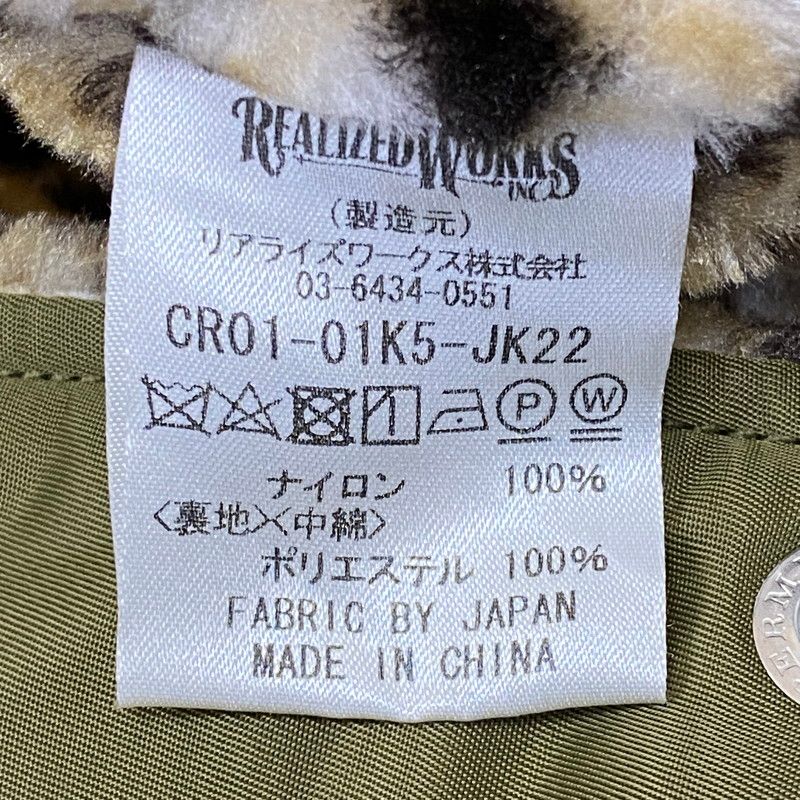 REALIZED WORKS
INC.
(製造元)
リアライズワークス株式会社
03-6434-0551
CR01-01K5-JK22
P W
ナイロン 100%
<裏地><中綿>
ポリエステル 100%
FABRIC BY JAPAN
MADE IN CHINA